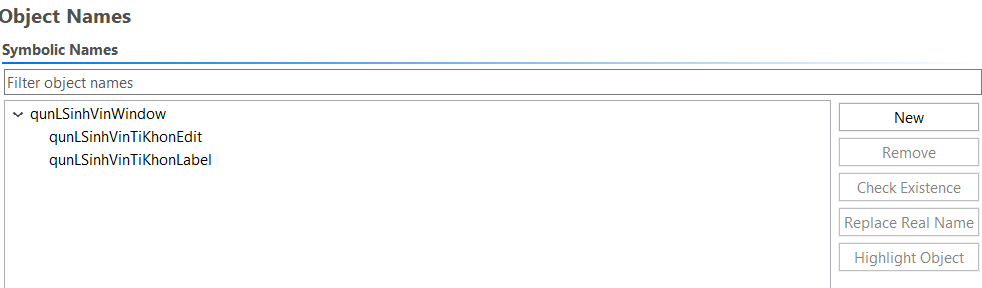 Object Names
Symbolic Names
Filter object names
qunLSinhVinWindow
qunLSinhVinTiKhonEdit
qunLSinhVinTiKhonLabel
New
Remove
Check Existence
Replace Real Name
Highlight Object